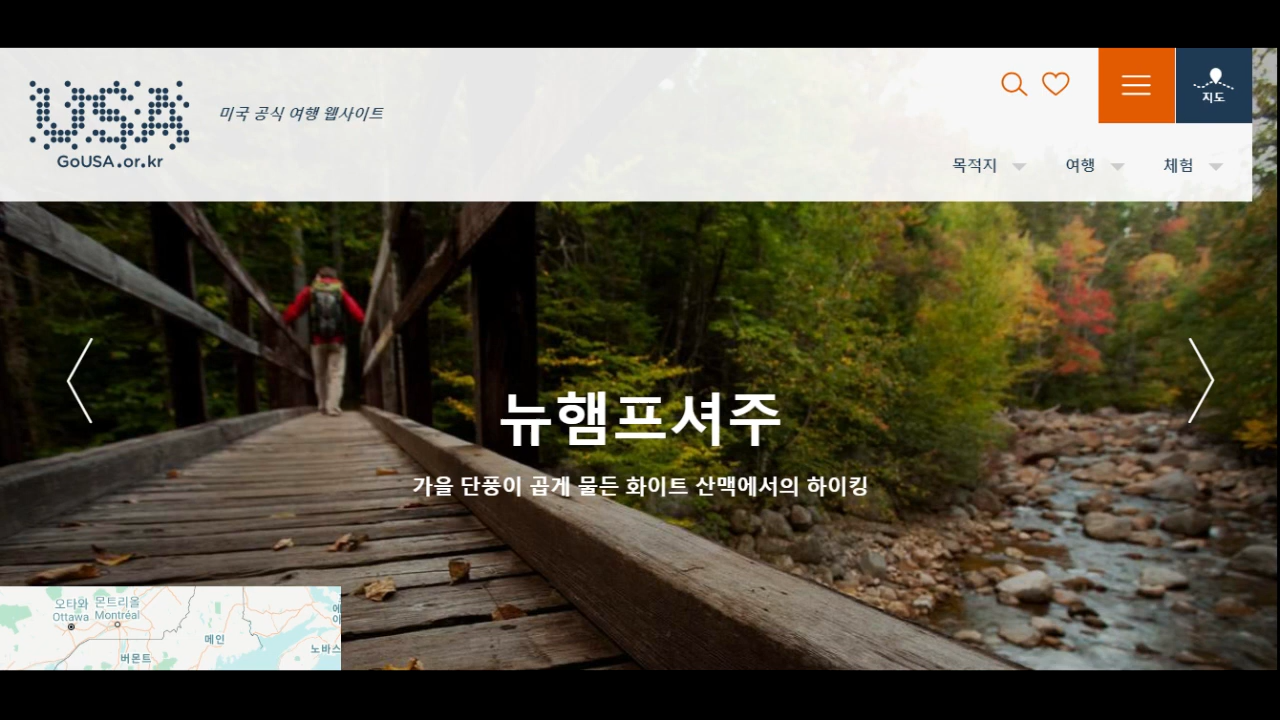 USA
GoUSA.or.kr
미국 공식 여행 웹사이트
지도
목적지
여행
체험
뉴햄프셔주
가을 단풍이 곱게 물든 화이트 산맥에서의 하이킹
오타와 몬트리올
Ottawa Montréal
메인
버몬트
노바스